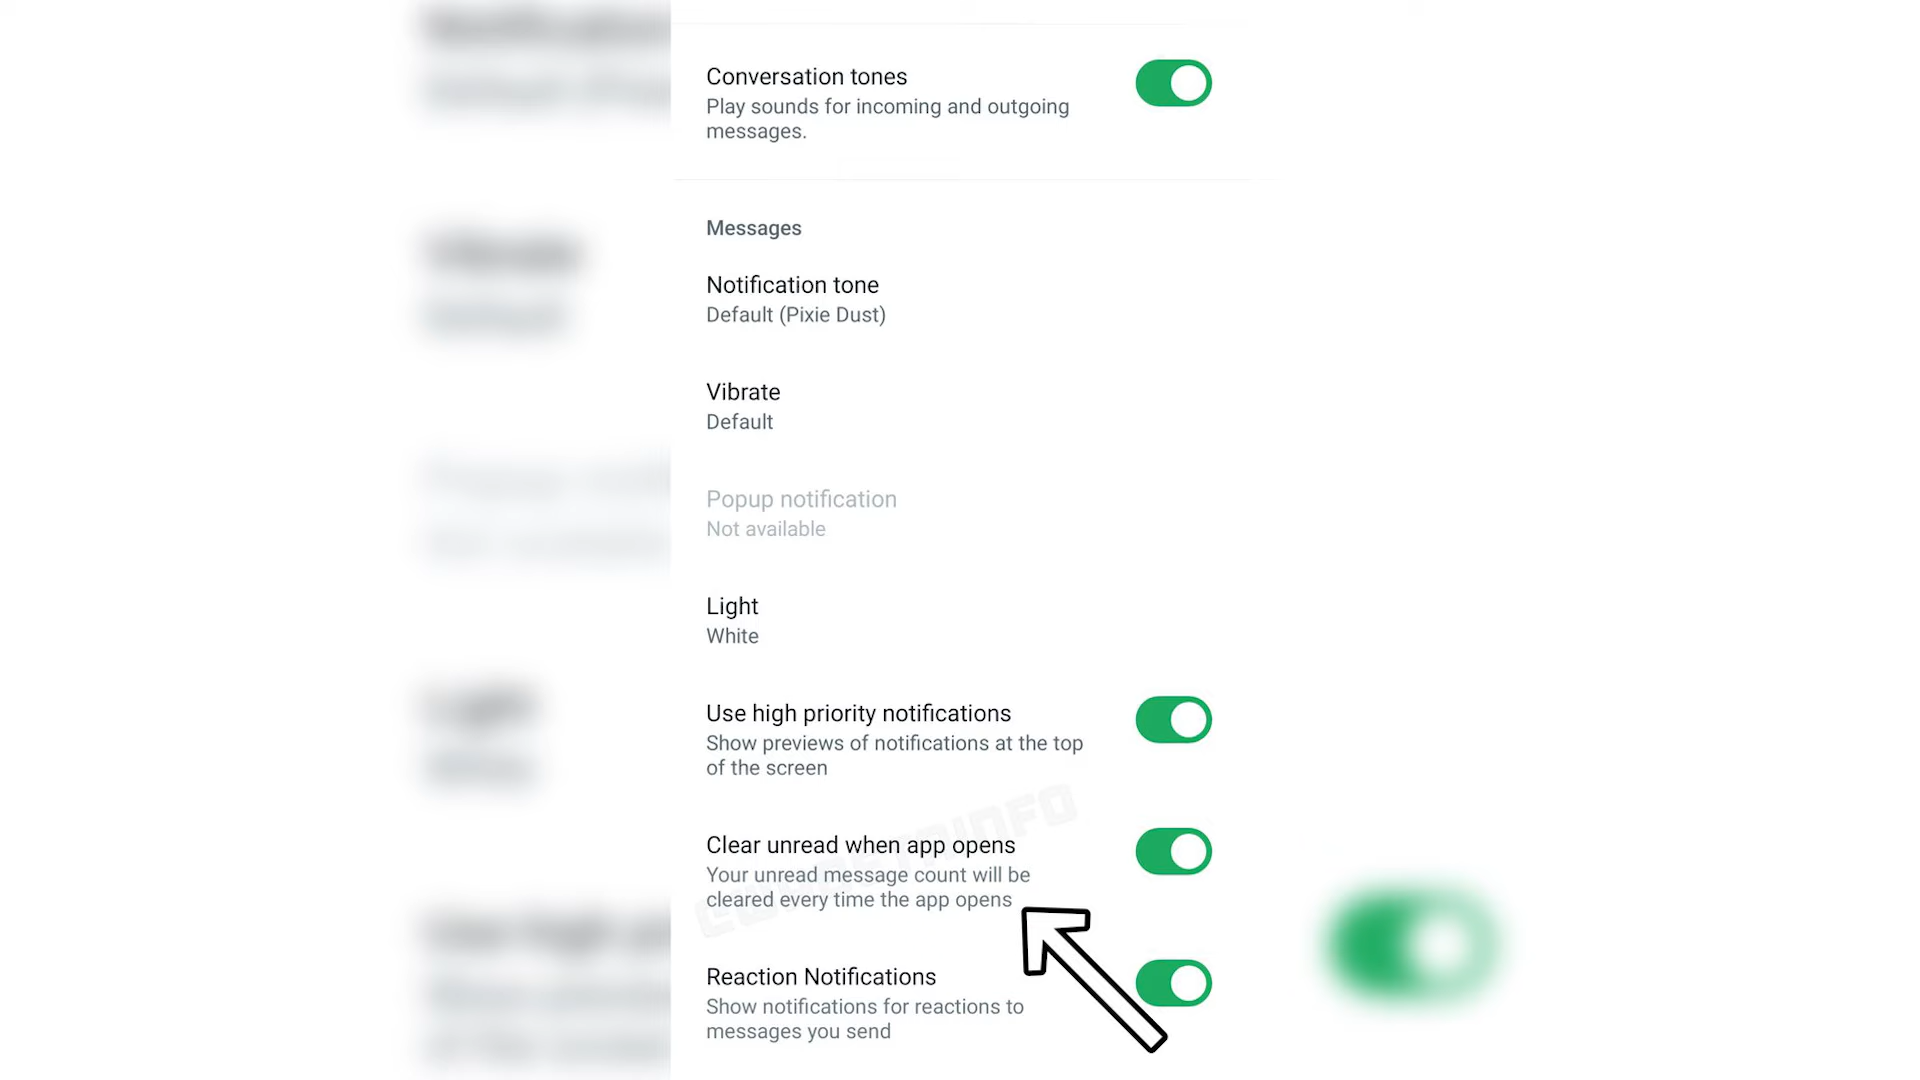 Conversation tones
Play sounds for incoming and outgoing
messages.
Messages
Notification tone
Default (Pixie Dust)
Vibrate
Default
Popup notification
Not available
Light
White
Use high priority notifications
Show previews of notifications at the top
of the screen
Clear unread when app opens
Your unread message count will be
cleared every time the app opens
Reaction Notifications
Show notifications for reactions to
messages you send